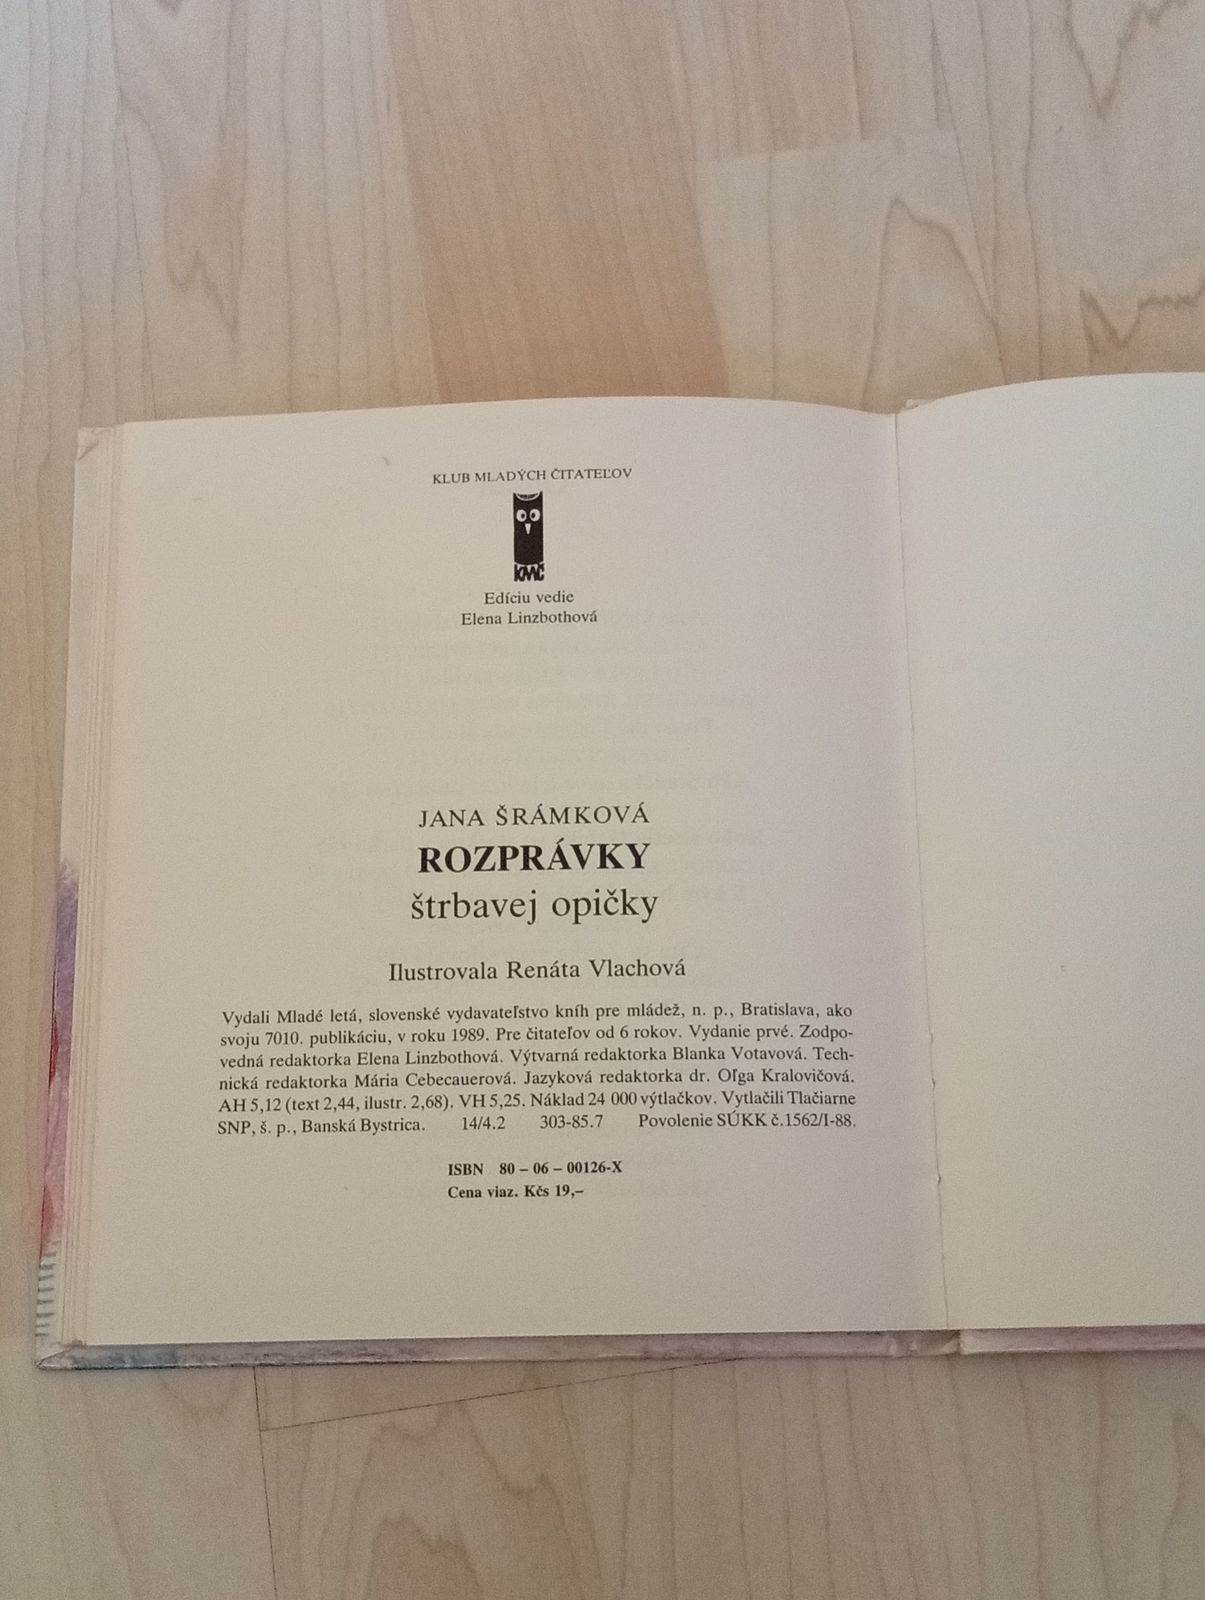 KLUB MLADÝCH ČITATEĽOV
KMČ
Edíciu vedie
Elena Linzbothová
JANA ŠRÁMKOVÁ
ROZPRÁVKY
štrbavej opičky
Ilustrovala Renáta Vlachová
Vydali Mladé letá, slovenské vydavateľstvo kníh pre mládež, n. p., Bratislava, ako
svoju 7010. publikáciu, v roku 1989. Pre čitateľov od 6 rokov. Vydanie prvé. Zodpo-
vedná redaktorka Elena Linzbothová. Výtvarná redaktorka Blanka Votavová. Tech-
nická redaktorka Mária Cebecauerová. Jazyková redaktorka dr. Oľga Kralovičová.
AH 5,12 (text 2,44, ilustr. 2,68). VH 5,25. Náklad 24 000 výtlačkov. Vytlačili Tlačiarne
SNP, š. p., Banská Bystrica. 14/4.2 303-85.7 Povolenie SÚKK č.1562/I-88.
ISBN 80 – 06 – 00126-X
Cena viaz. Kčs 19,–